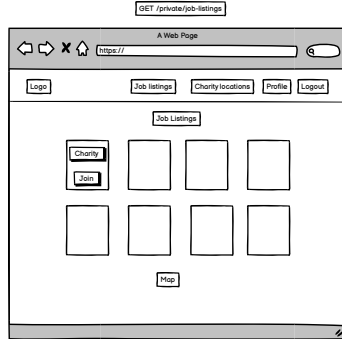 GET /private/job-listings
A Web Page
https://
Logo
Job listings
Charity locations
Profile
Logout
Job Listings
Charity
Join
Map